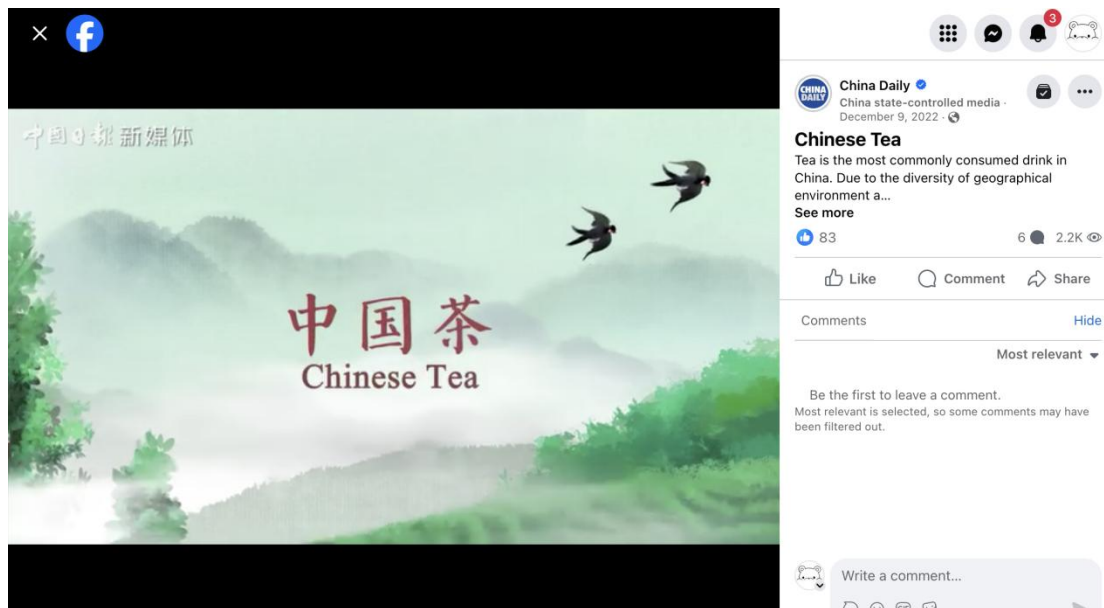 中国日报 新媒体
中国茶
Chinese Tea
3
CHINA DAILY
China Daily
China state-controlled media ·
December 9, 2022 ·
Chinese Tea
Tea is the most commonly consumed drink in
China. Due to the diversity of geographical
environment a...
See more
83
6 2.2K
Like Comment Share
Comments Hide
Most relevant
Be the first to leave a comment.
Most relevant is selected, so some comments may have
been filtered out.
Write a comment...